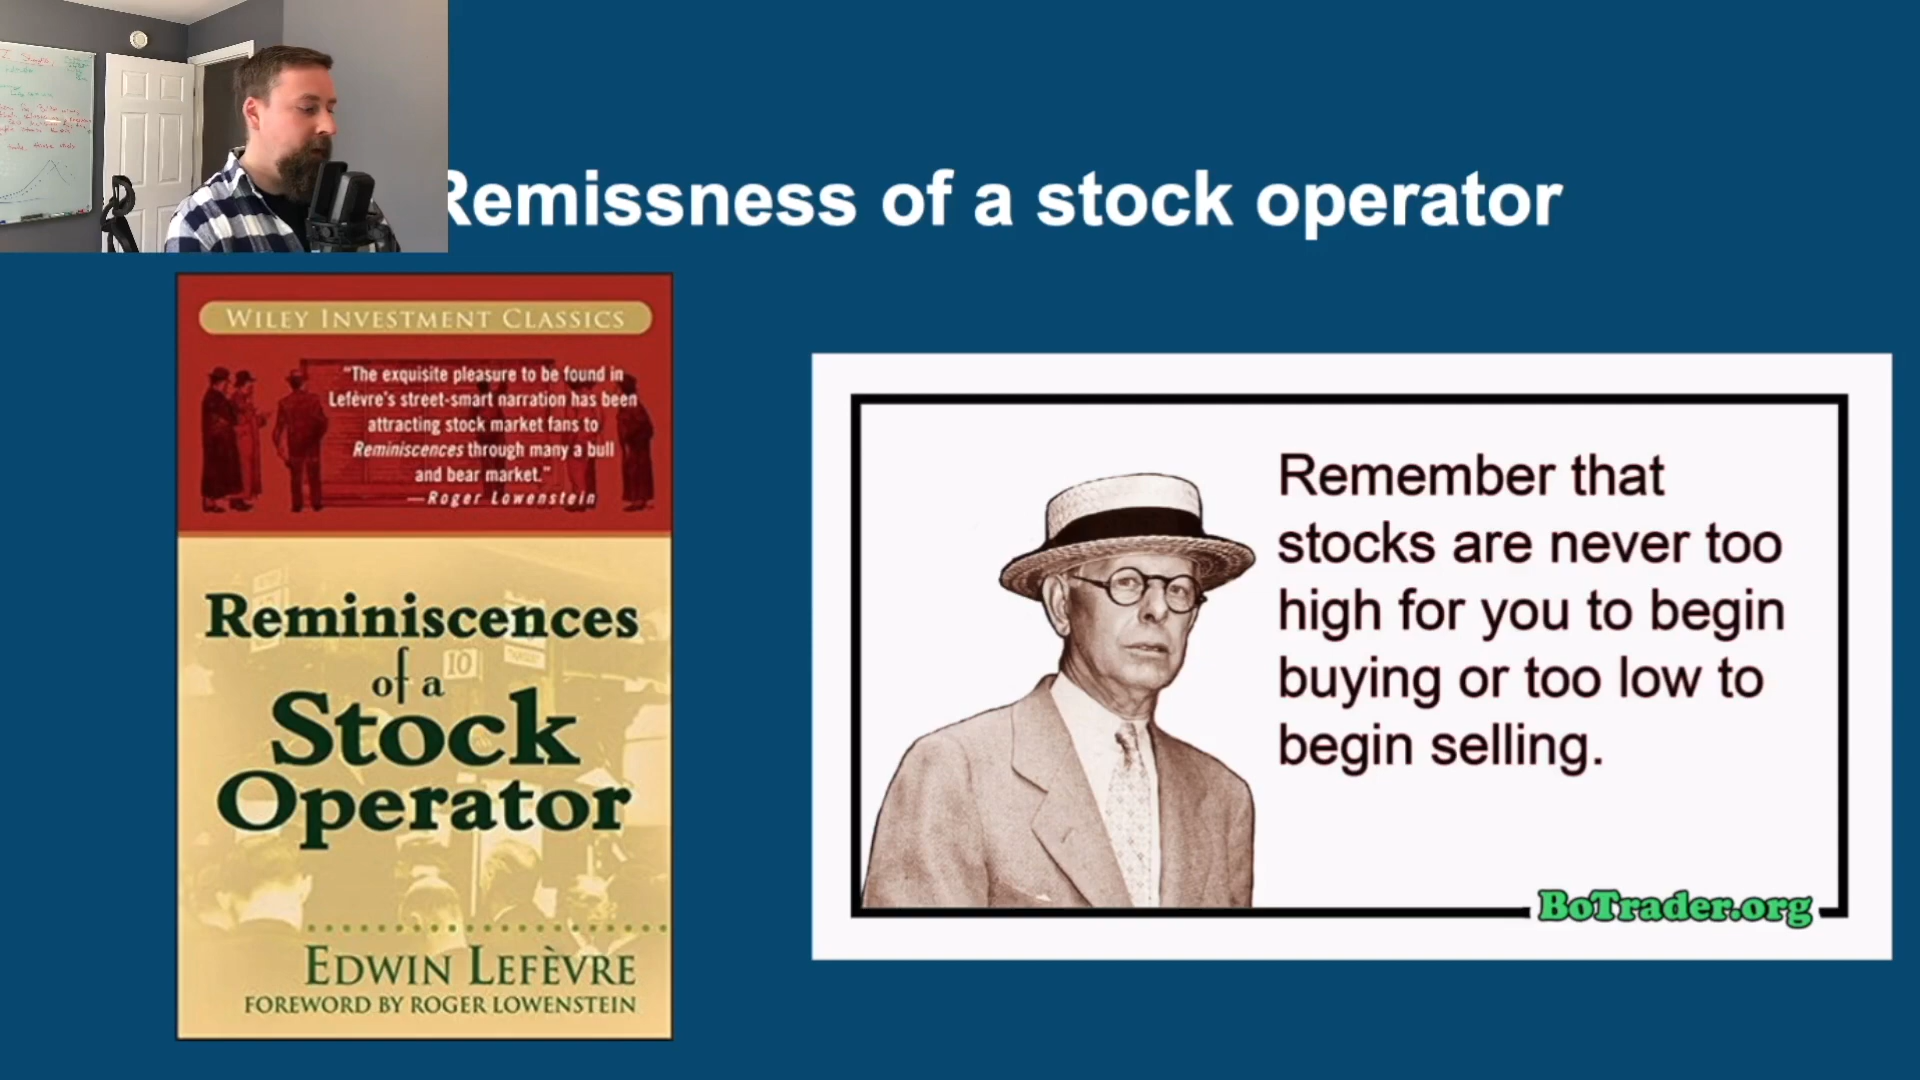 Remissness of a stock operator
WILEY INVESTMENT CLASSICS
"The exquisite pleasure to be found in
Lefèvre's street-smart narration has been
attracting stock market fans to
Reminiscences through many a bull
and bear market."
—Roger Lowenstein
Reminiscences
of a
Stock
Operator
EDWIN LEFÈVRE
FOREWORD BY ROGER LOWENSTEIN
10
Remember that
stocks are never too
high for you to begin
buying or too low to
begin selling.
BoTrader.org